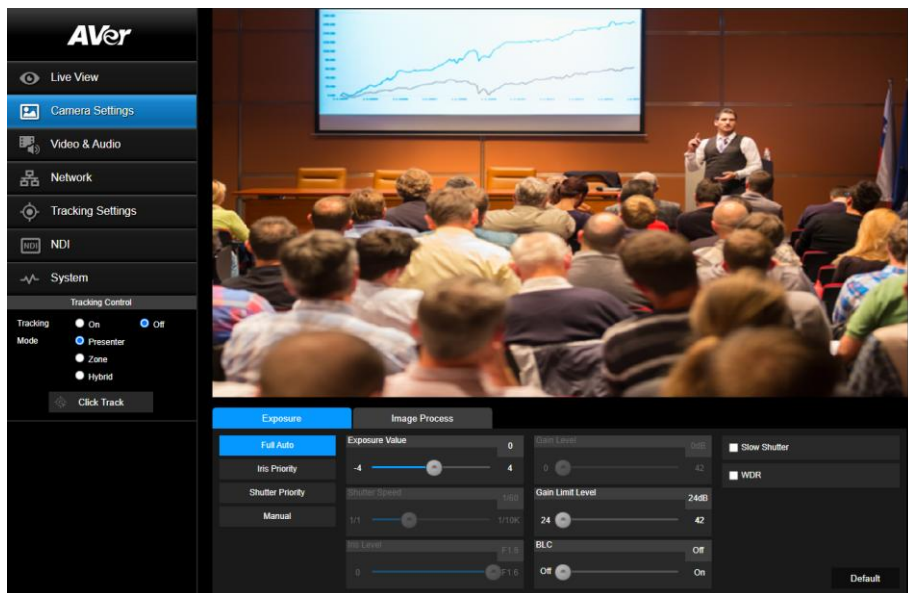 AVer
Live View
Camera Settings
Video & Audio
Network
Tracking Settings
NDI NDI
System
Tracking Control
Tracking On Off
Mode Presenter
Zone
Hybrid
Click Track
Exposure Image Process
Full Auto
Iris Priority
Shutter Priority
Manual
Exposure Value 0
-4 4
Shutter Speed 1/60
1/1 1/10K
Iris Level F1.6
0 F1.6
Gain Level 0dB
0 42
Gain Limit Level 24dB
24 42
BLC Off
Off On
Slow Shutter
WDR
Default